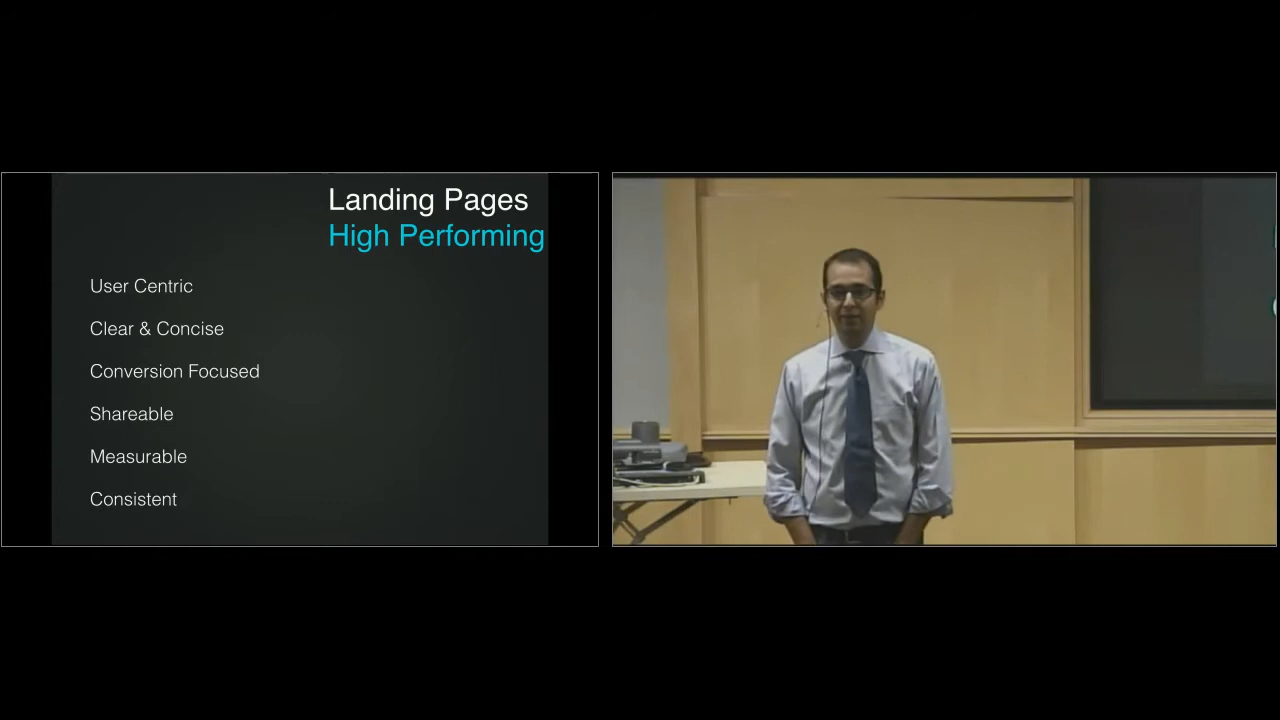 Landing Pages
High Performing
User Centric
Clear & Concise
Conversion Focused
Shareable
Measurable
Consistent